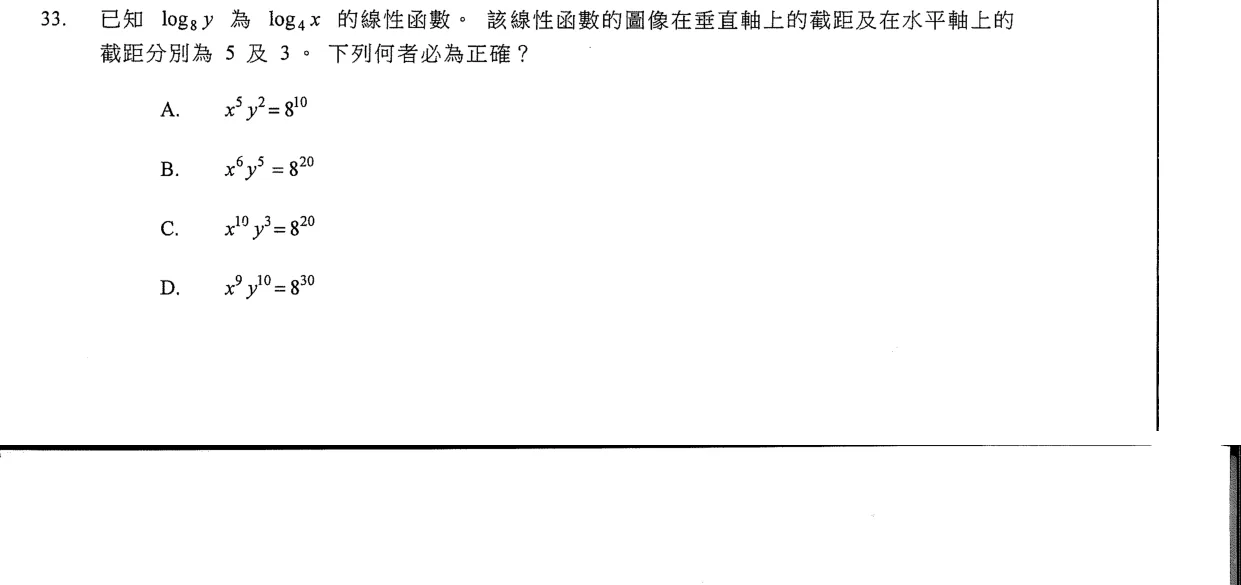 33. 已知 log₈ y 為 log₄ x 的線性函數。 該線性函數的圖像在垂直軸上的截距及在水平軸上的
截距分別為 5 及 3 。 下列何者必為正確？
A. x⁵ y² = 8¹⁰
B. x⁶ y⁵ = 8²⁰
C. x¹⁰ y³ = 8²⁰
D. x⁹ y¹⁰ = 8³⁰